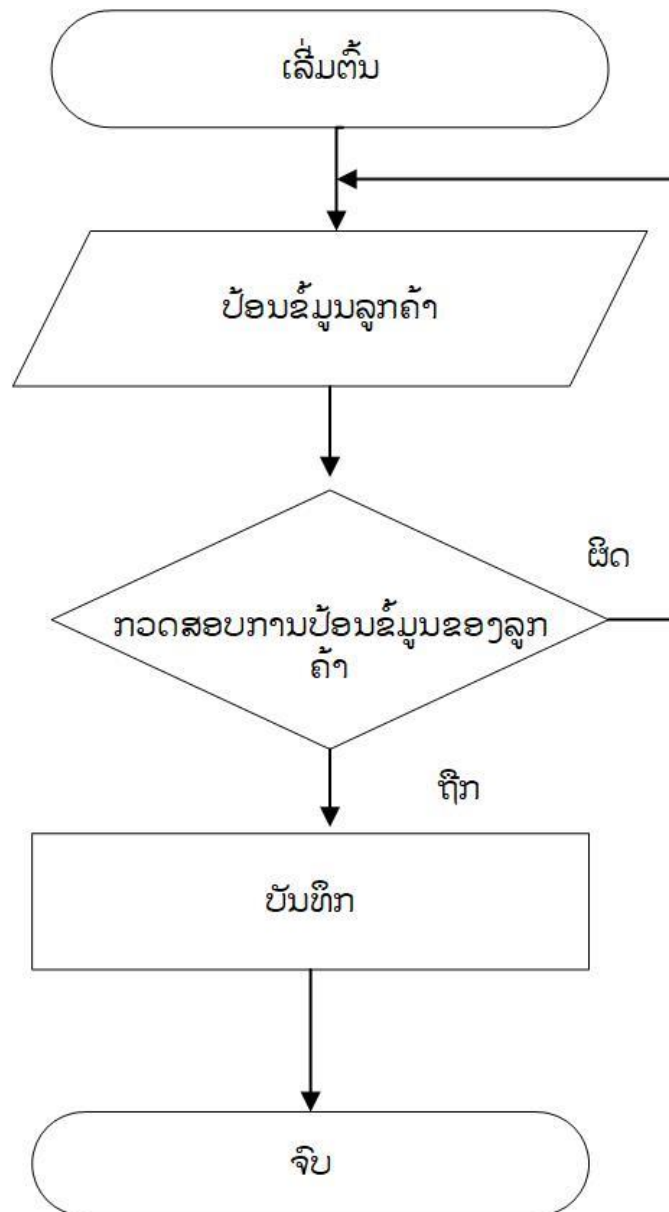 ເລີ່ມຕົ້ນ
ປ້ອນຂໍ້ມູນລູກຄ້າ
ຜິດ
ກວດສອບການປ້ອນຂໍ້ມູນຂອງລູກ
ຄ້າ
ຖືກ
ບັນທຶກ
ຈົບ